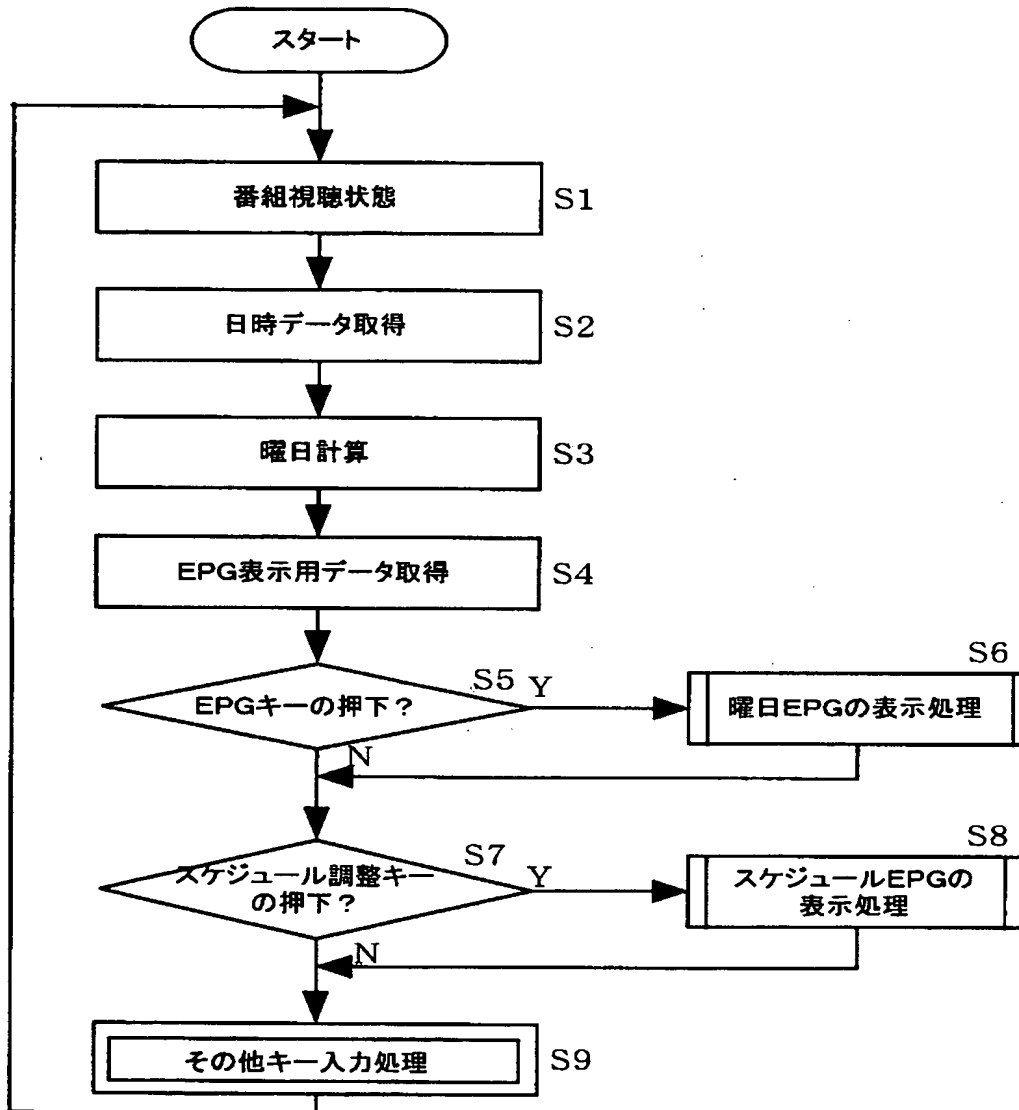 スタート
番組視聴状態
S1
日時データ取得
S2
曜日計算
S3
EPG表示用データ取得
S4
EPGキーの押下？
S5
Y
S6
曜日EPGの表示処理
N
スケジュール調整キー
の押下？
S7
Y
S8
スケジュールEPGの
表示処理
N
その他キー入力処理
S9